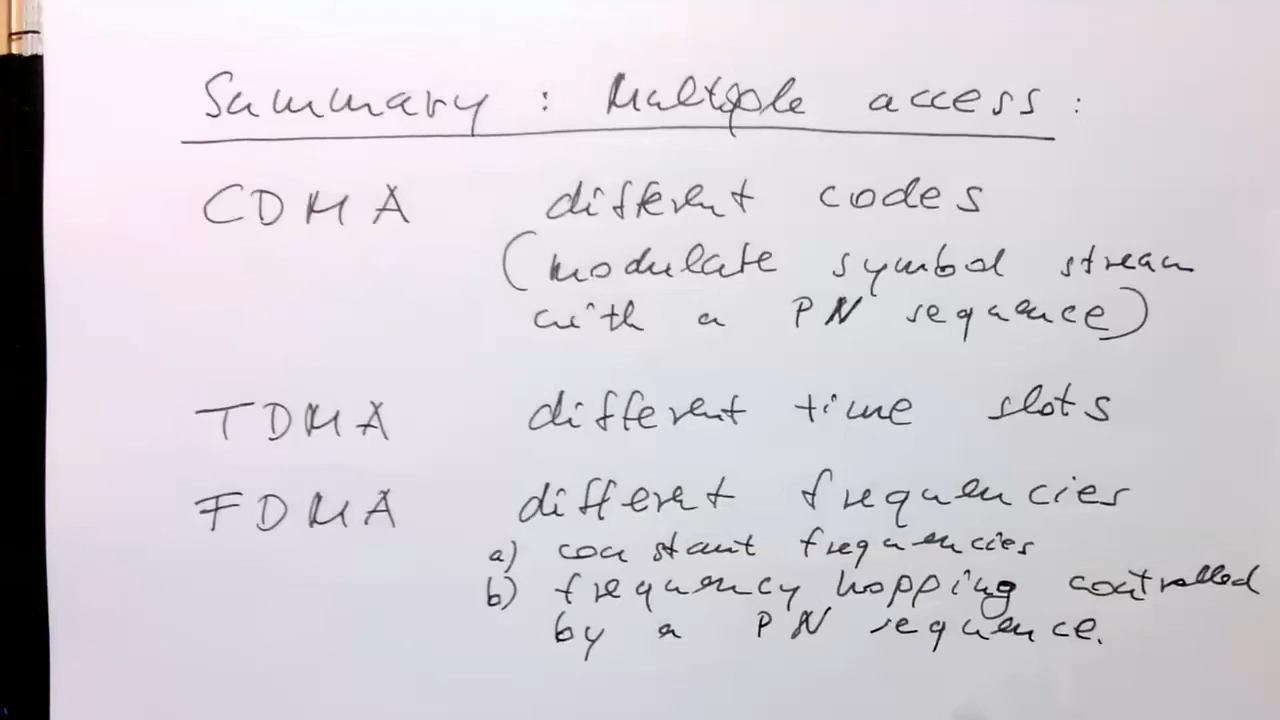 Summary : Multiple access :
CDMA different codes
(modulate symbol stream
with a PN sequence)
TDMA different time slots
FDMA different frequencies
a) constant frequencies
b) frequency hopping controlled
by a PN sequence.